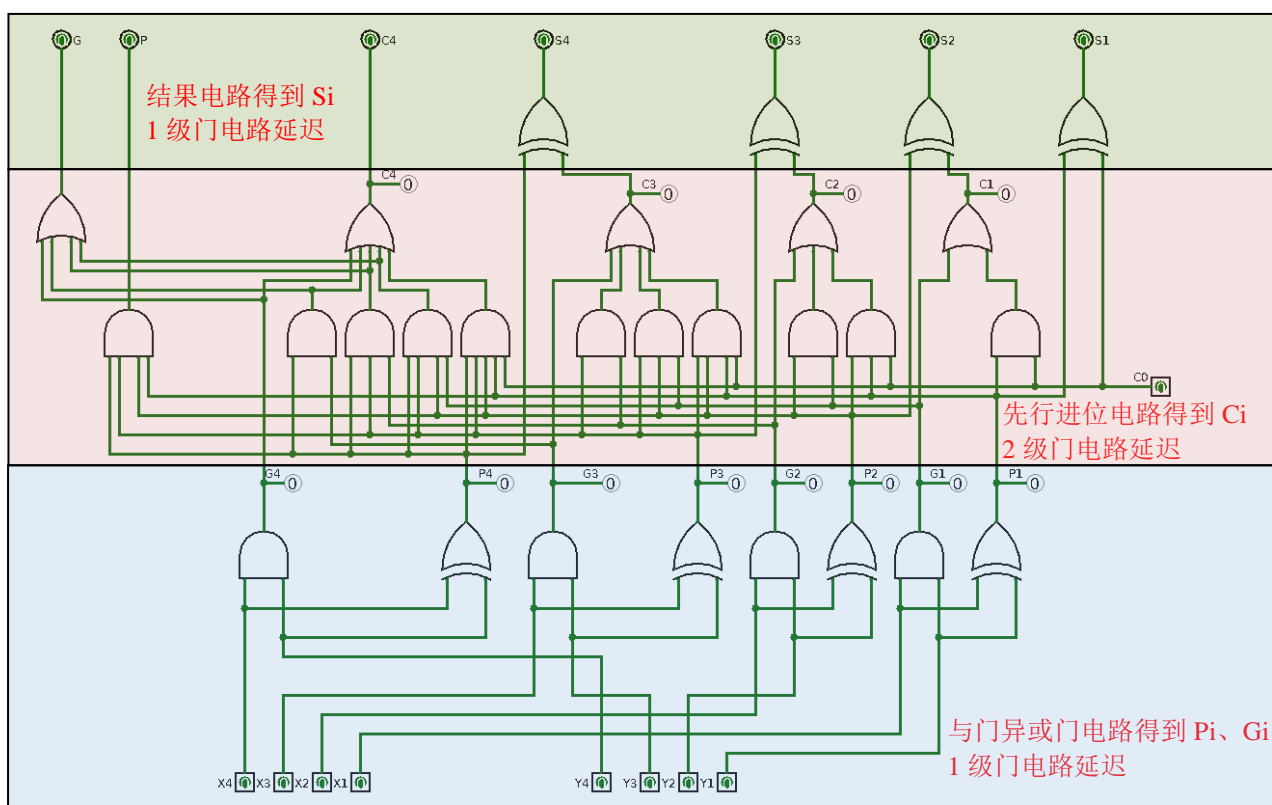 G
P
C4
S4
S3
S2
S1
结果电路得到 Si
1 级门电路延迟
C4
0
C3
0
C2
0
C1
0
C0
先行进位电路得到 Ci
2 级门电路延迟
G4
0
P4
0
G3
0
P3
0
G2
0
P2
0
G1
0
P1
0
与门异或门电路得到 Pi、Gi
1 级门电路延迟
X4
X3
X2
X1
Y4
Y3
Y2
Y1